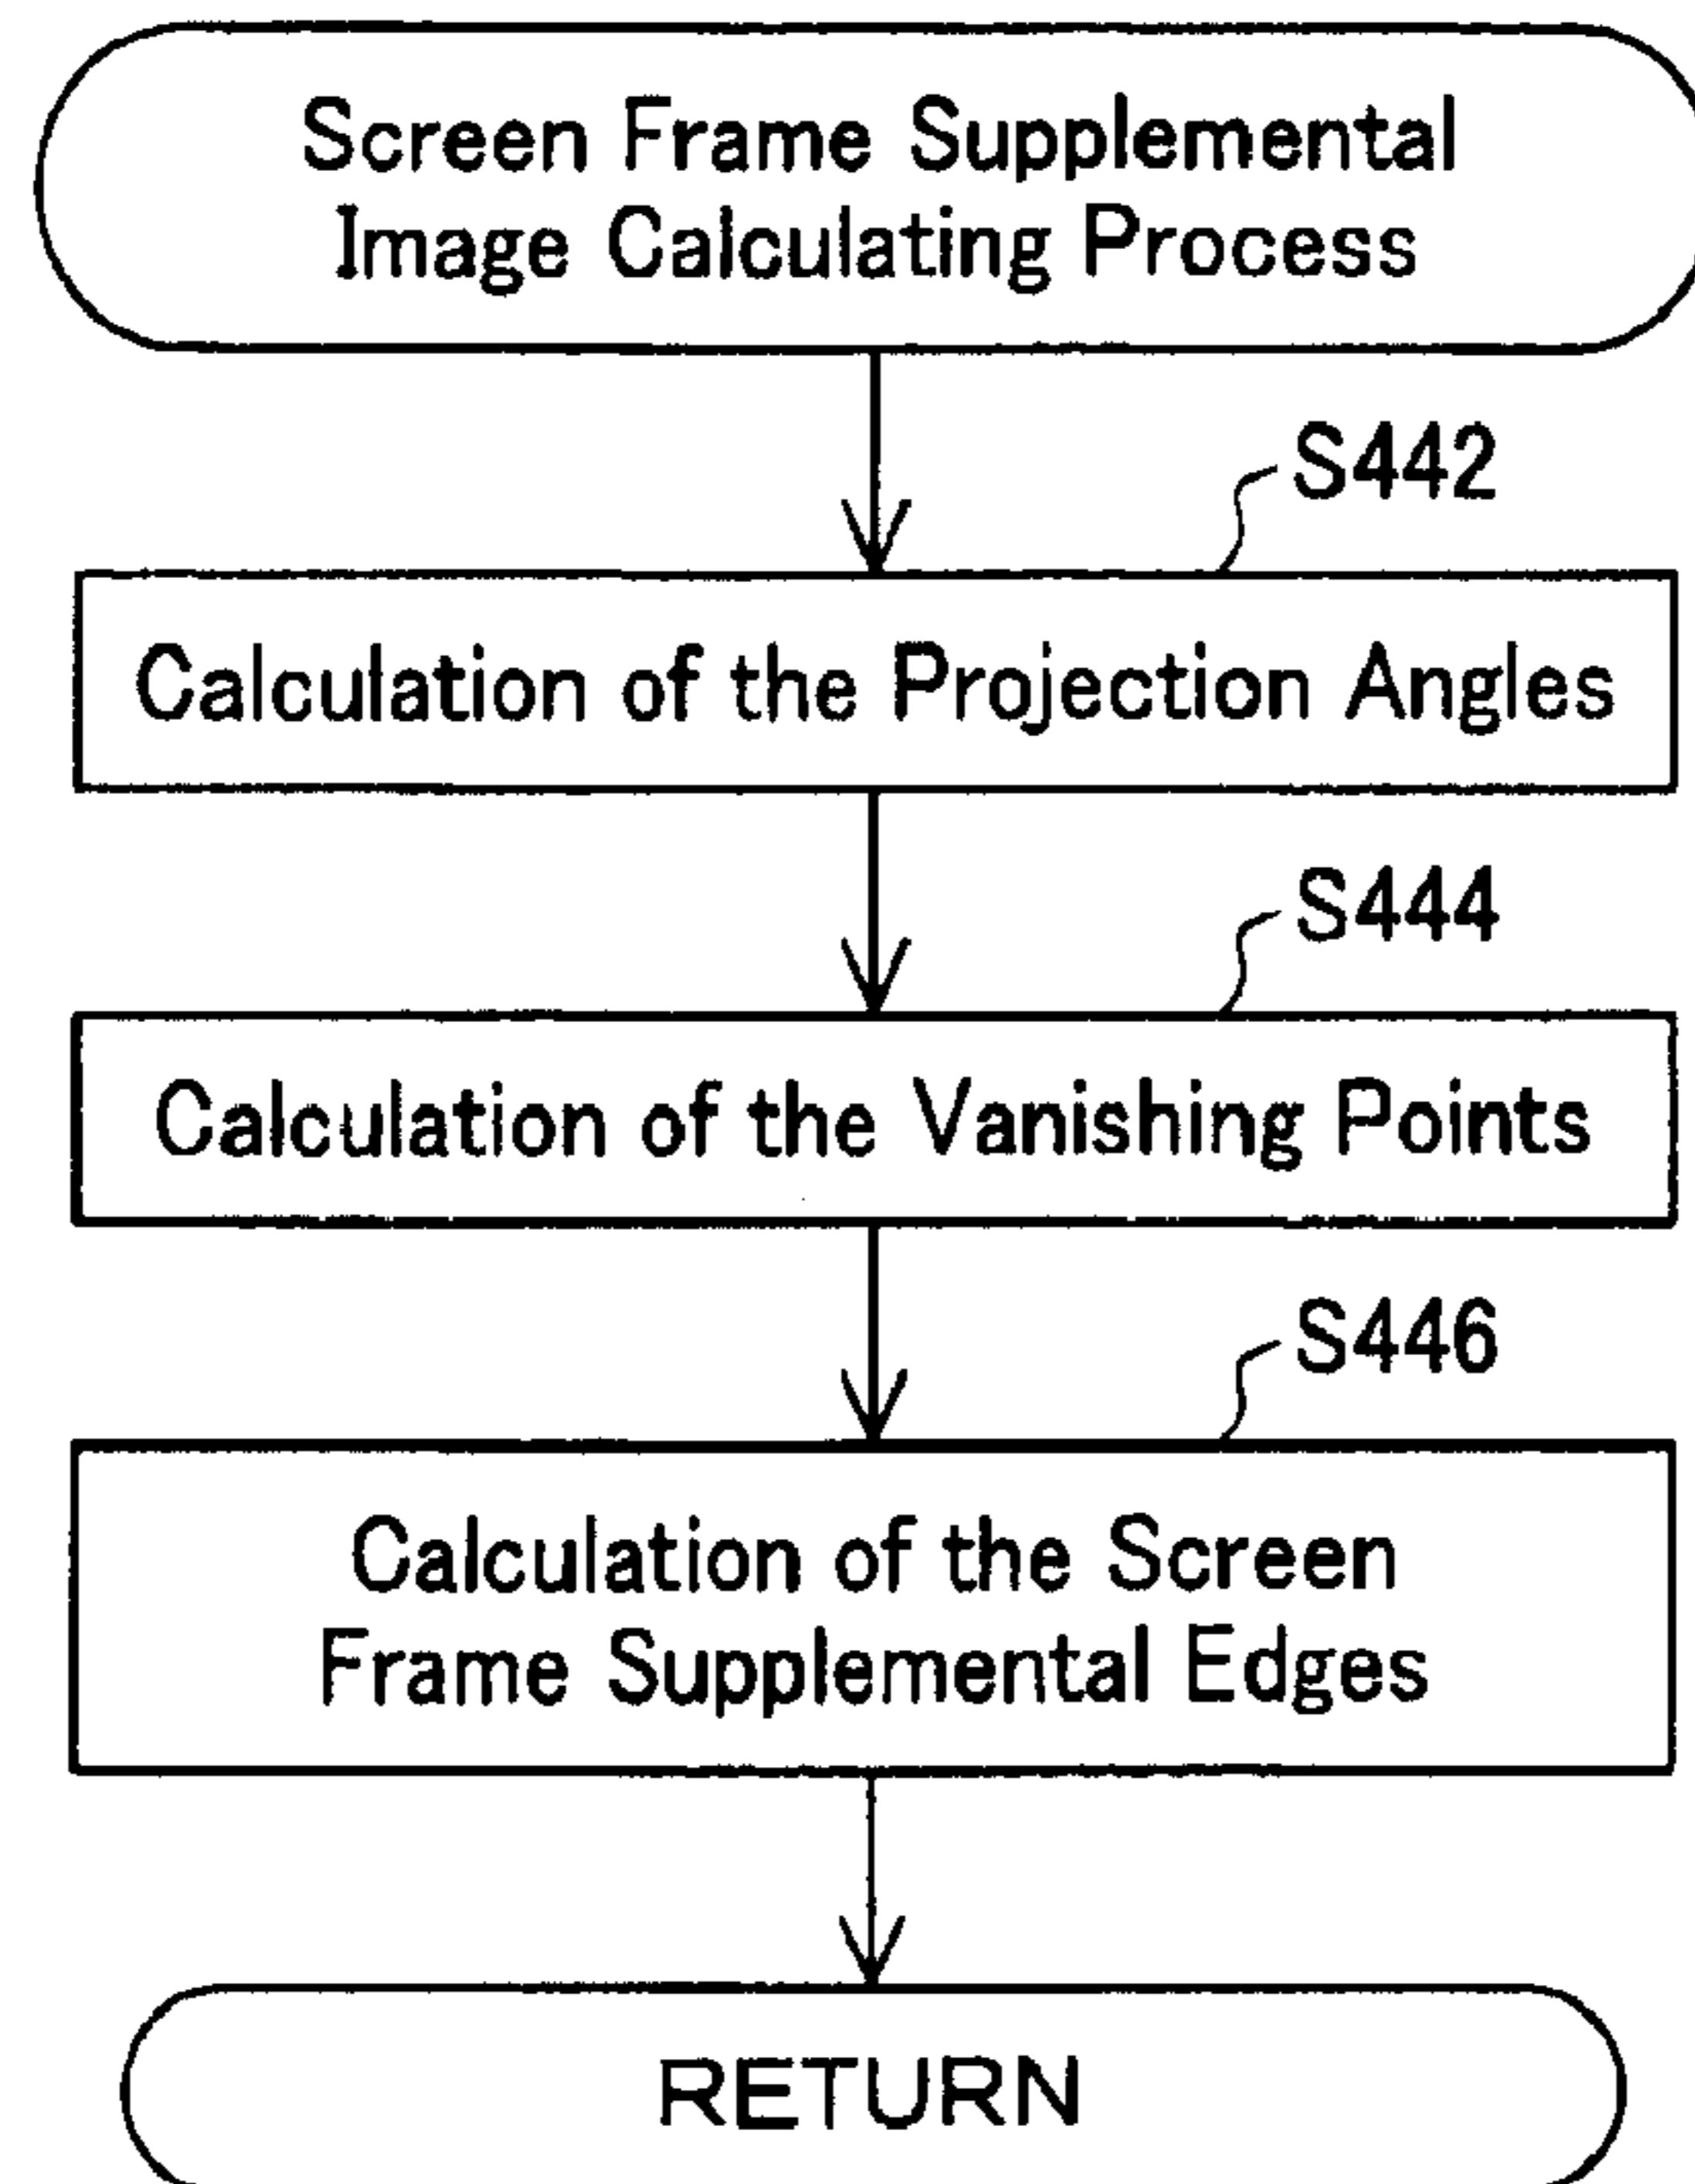 Screen Frame Supplemental
Image Calculating Process
S442
Calculation of the Projection Angles
S444
Calculation of the Vanishing Points
S446
Calculation of the Screen
Frame Supplemental Edges
RETURN